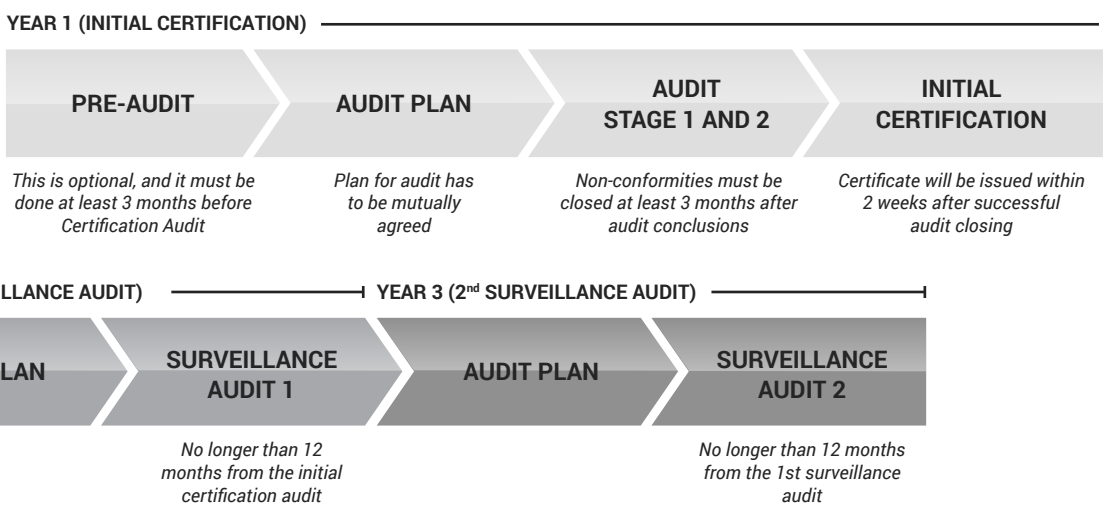 YEAR 1 (INITIAL CERTIFICATION)
PRE-AUDIT
AUDIT PLAN
AUDIT
STAGE 1 AND 2
INITIAL
CERTIFICATION
This is optional, and it must be
done at least 3 months before
Certification Audit
Plan for audit has
to be mutually
agreed
Non-conformities must be
closed at least 3 months after
audit conclusions
Certificate will be issued within
2 weeks after successful
audit closing
LLANCE AUDIT)
YEAR 3 (2nd SURVEILLANCE AUDIT)
LAN
SURVEILLANCE
AUDIT 1
AUDIT PLAN
SURVEILLANCE
AUDIT 2
No longer than 12
months from the initial
certification audit
No longer than 12 months
from the 1st surveillance
audit